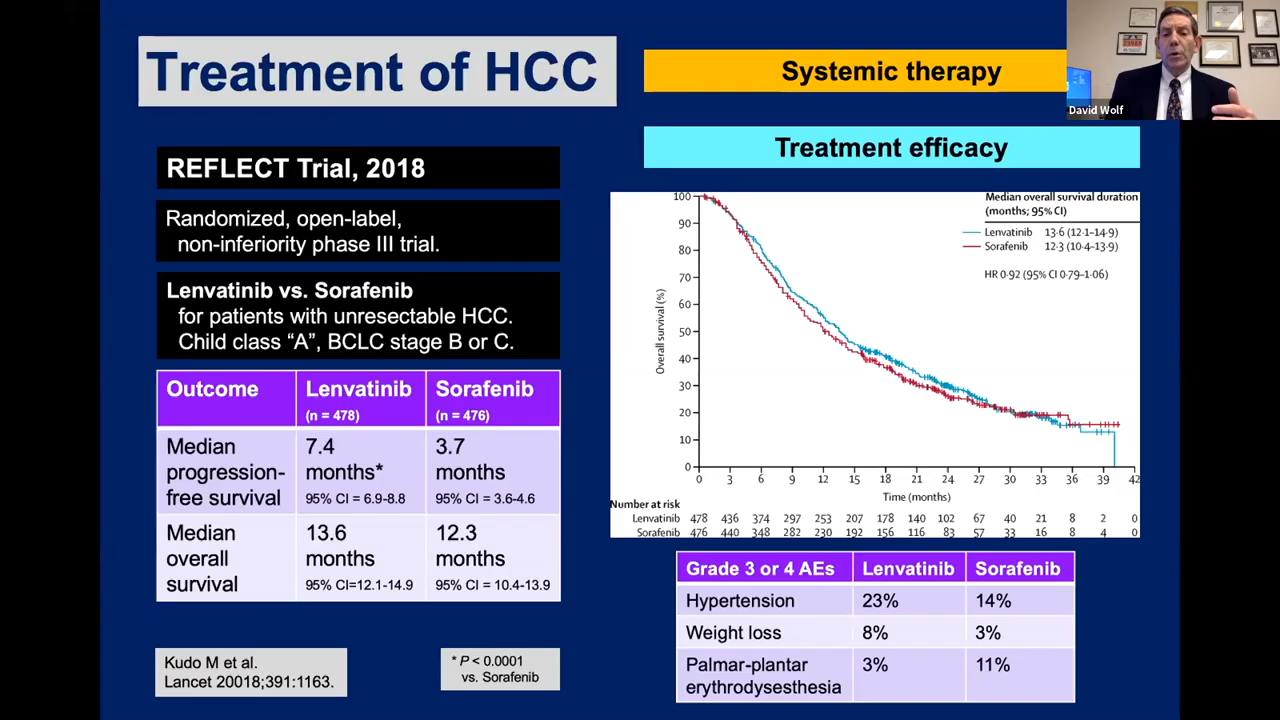 Treatment of HCC
Systemic therapy
David Wolf
Treatment efficacy
REFLECT Trial, 2018
Randomized, open-label,
non-inferiority phase III trial.
Lenvatinib vs. Sorafenib
for patients with unresectable HCC.
Child class “A”, BCLC stage B or C.
Outcome Lenvatinib Sorafenib
(n = 478) (n = 476)
Median 7.4 3.7
progression- months* months
free survival 95% CI = 6.9-8.8 95% CI = 3.6-4.6
Median 13.6 12.3
overall months months
survival 95% CI=12.1-14.9 95% CI = 10.4-13.9
Kudo M et al.
Lancet 20018;391:1163.
* P < 0.0001
vs. Sorafenib
Median overall survival duration
(months; 95% CI)
Lenvatinib 13·6 (12·1–14·9)
Sorafenib 12·3 (10·4–13·9)
HR 0·92 (95% CI 0·79–1·06)
Overall survival (%)
100
90
80
70
60
50
40
30
20
10
0
0 3 6 9 12 15 18 21 24 27 30 33 36 39 42
Time (months)
Number at risk
Lenvatinib 478 436 374 297 253 207 178 140 102 67 40 21 8 2 0
Sorafenib 476 440 348 282 230 192 156 116 83 57 33 16 8 4 0
Grade 3 or 4 AEs Lenvatinib Sorafenib
Hypertension 23% 14%
Weight loss 8% 3%
Palmar-plantar 3% 11%
erythrodysesthesia